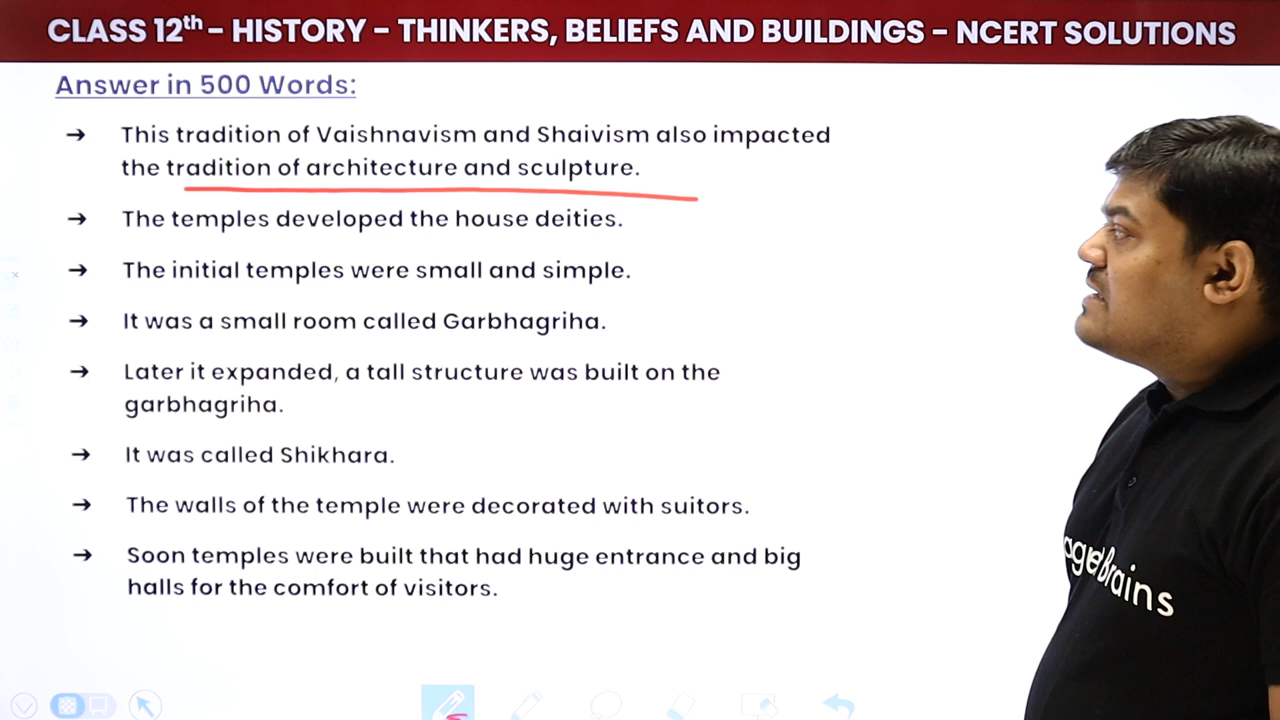 CLASS 12th – HISTORY – THINKERS, BELIEFS AND BUILDINGS – NCERT SOLUTIONS
Answer in 500 Words:
→ This tradition of Vaishnavism and Shaivism also impacted
the tradition of architecture and sculpture.
→ The temples developed the house deities.
→ The initial temples were small and simple.
→ It was a small room called Garbhagriha.
→ Later it expanded, a tall structure was built on the
garbhagriha.
→ It was called Shikhara.
→ The walls of the temple were decorated with suitors.
→ Soon temples were built that had huge entrance and big
halls for the comfort of visitors.
Brains